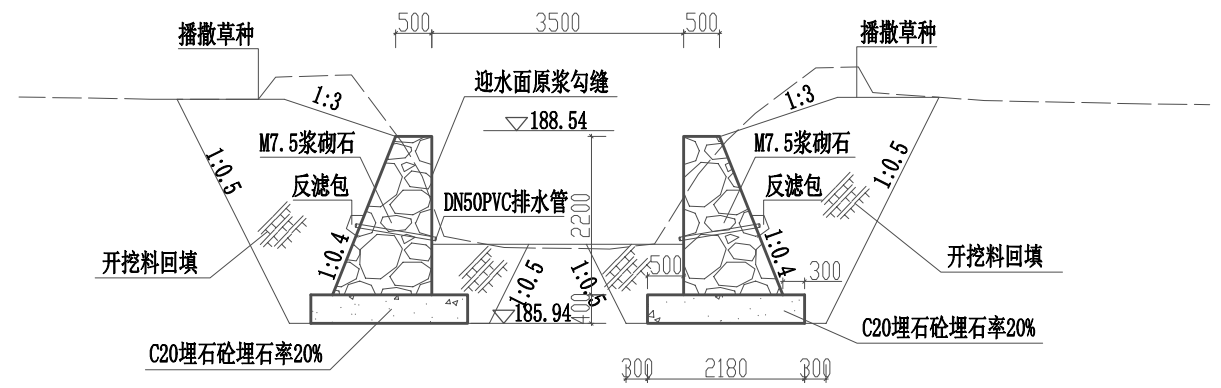 500
3500
500
播撒草种
播撒草种
迎水面原浆勾缝
1:3
1:3
188.54
M7.5浆砌石
M7.5浆砌石
1:0.5
1:0.5
反滤包
反滤包
DN50PVC排水管
2200
1:0.4
1:0.4
开挖料回填
开挖料回填
1:0.5
1:0.5
500
300
400
185.94
C20埋石砼埋石率20%
C20埋石砼埋石率20%
300
2180
300